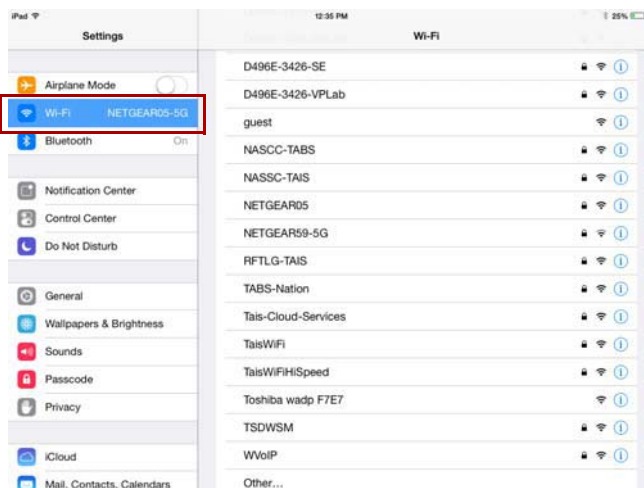 iPad
12:35 PM
25%
Settings
Wi-Fi
Airplane Mode
Wi-Fi NETGEAR05-5G
Bluetooth On
Notification Center
Control Center
Do Not Disturb
General
Wallpapers & Brightness
Sounds
Passcode
Privacy
iCloud
Mail, Contacts, Calendars
D496E-3426-SE
D496E-3426-VPLab
guest
NASCC-TABS
NASSC-TAIS
NETGEAR05
NETGEAR59-5G
RFTLG-TAIS
TABS-Nation
Tais-Cloud-Services
TaisWiFi
TaisWiFiHiSpeed
Toshiba wadp F7E7
TSDWSM
WVoIP
Other...